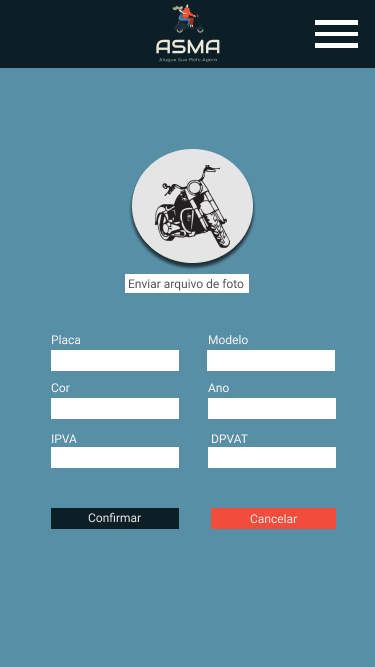 ASMA
Alugue Sua Moto Agora
Enviar arquivo de foto
Placa
Modelo
Cor
Ano
IPVA
DPVAT
Confirmar
Cancelar